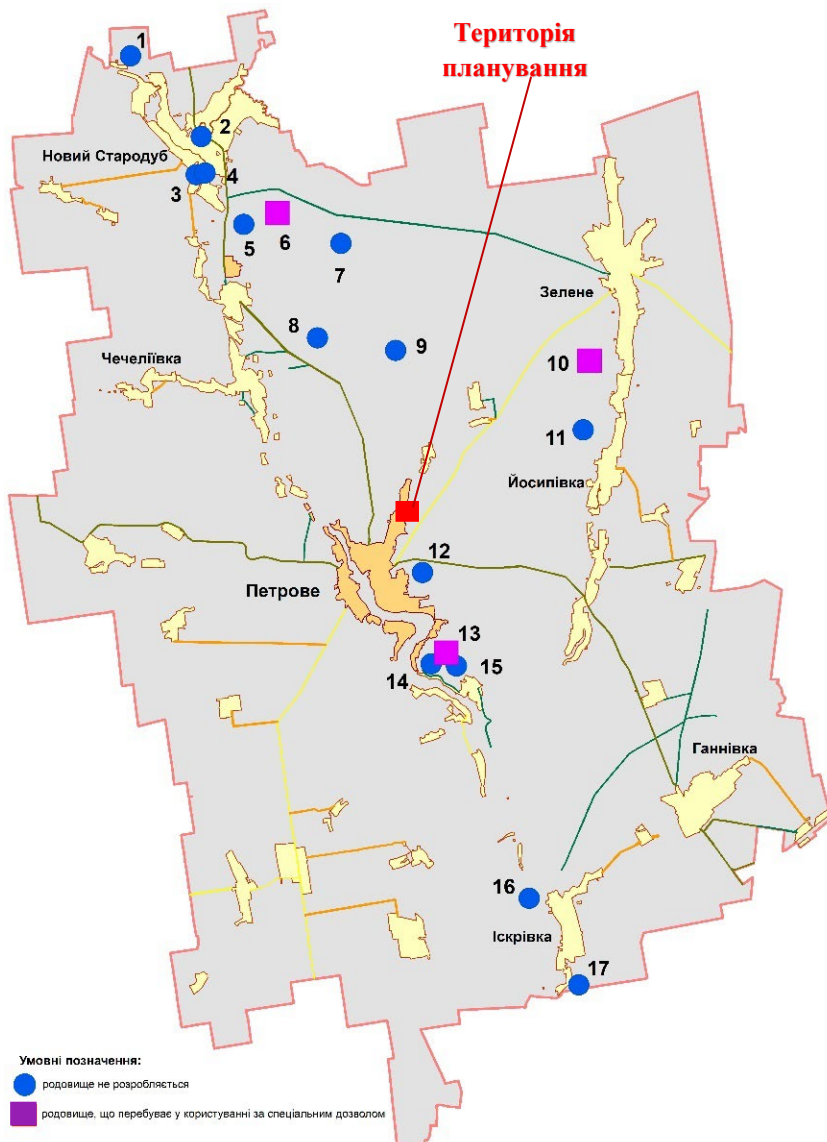 Територія
планування
1
2
Новий Стародуб
3
4
5
6
7
Зелене
8
9
10
Чечеліївка
11
Йосипівка
12
Петрове
13
14
15
Ганнівка
16
Іскрівка
17
Умовні позначення:
родовище не розробляється
родовище, що перебуває у користуванні за спеціальним дозволом